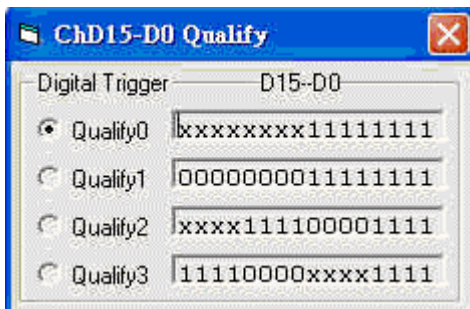 ChD15-D0 Qualify
Digital Trigger D15--D0
Qualify0 xxxxxxxx11111111
Qualify1 0000000011111111
Qualify2 xxxx111100001111
Qualify3 11110000xxxx1111